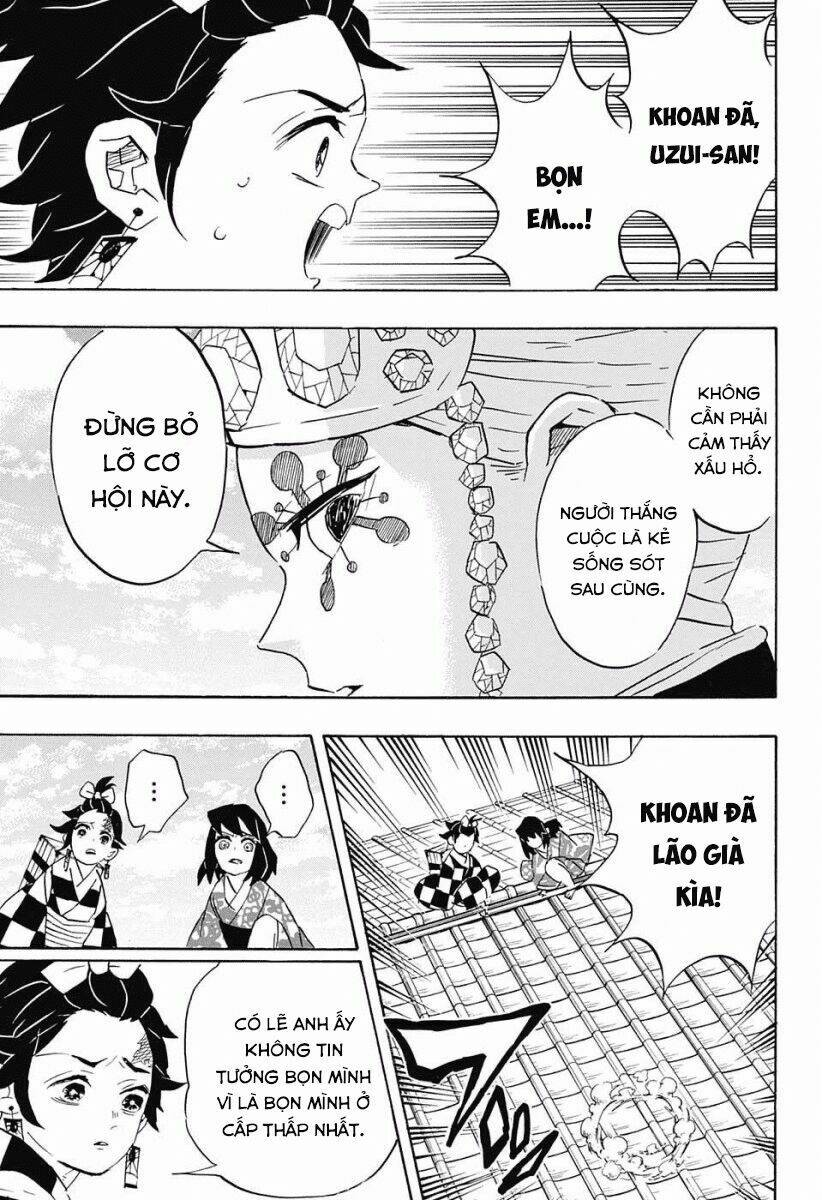 KHOAN ĐÃ,
UZUI-SAN!
BỌN
EM...!
KHÔNG
CẦN PHẢI
CẢM THẤY
XẤU HỔ.
NGƯỜI THẮNG
CUỘC LÀ KẺ
SỐNG SÓT
SAU CÙNG.
ĐỪNG BỎ
LỠ CƠ
HỘI NÀY.
KHOAN ĐÃ
LÃO GIÀ
KÌA!
...
...
CÓ LẼ ANH ẤY
KHÔNG TIN
TƯỞNG BỌN MÌNH
VÌ LÀ BỌN MÌNH Ở
CẤP THẤP NHẤT.